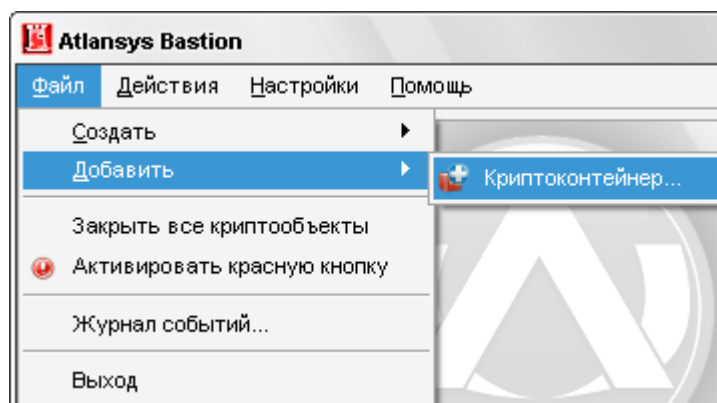 Atlansys Bastion
Файл Действия Настройки Помощь
Создать
Добавить
Криптоконтейнер...
Закрыть все криптообъекты
Активировать красную кнопку
Журнал событий...
Выход